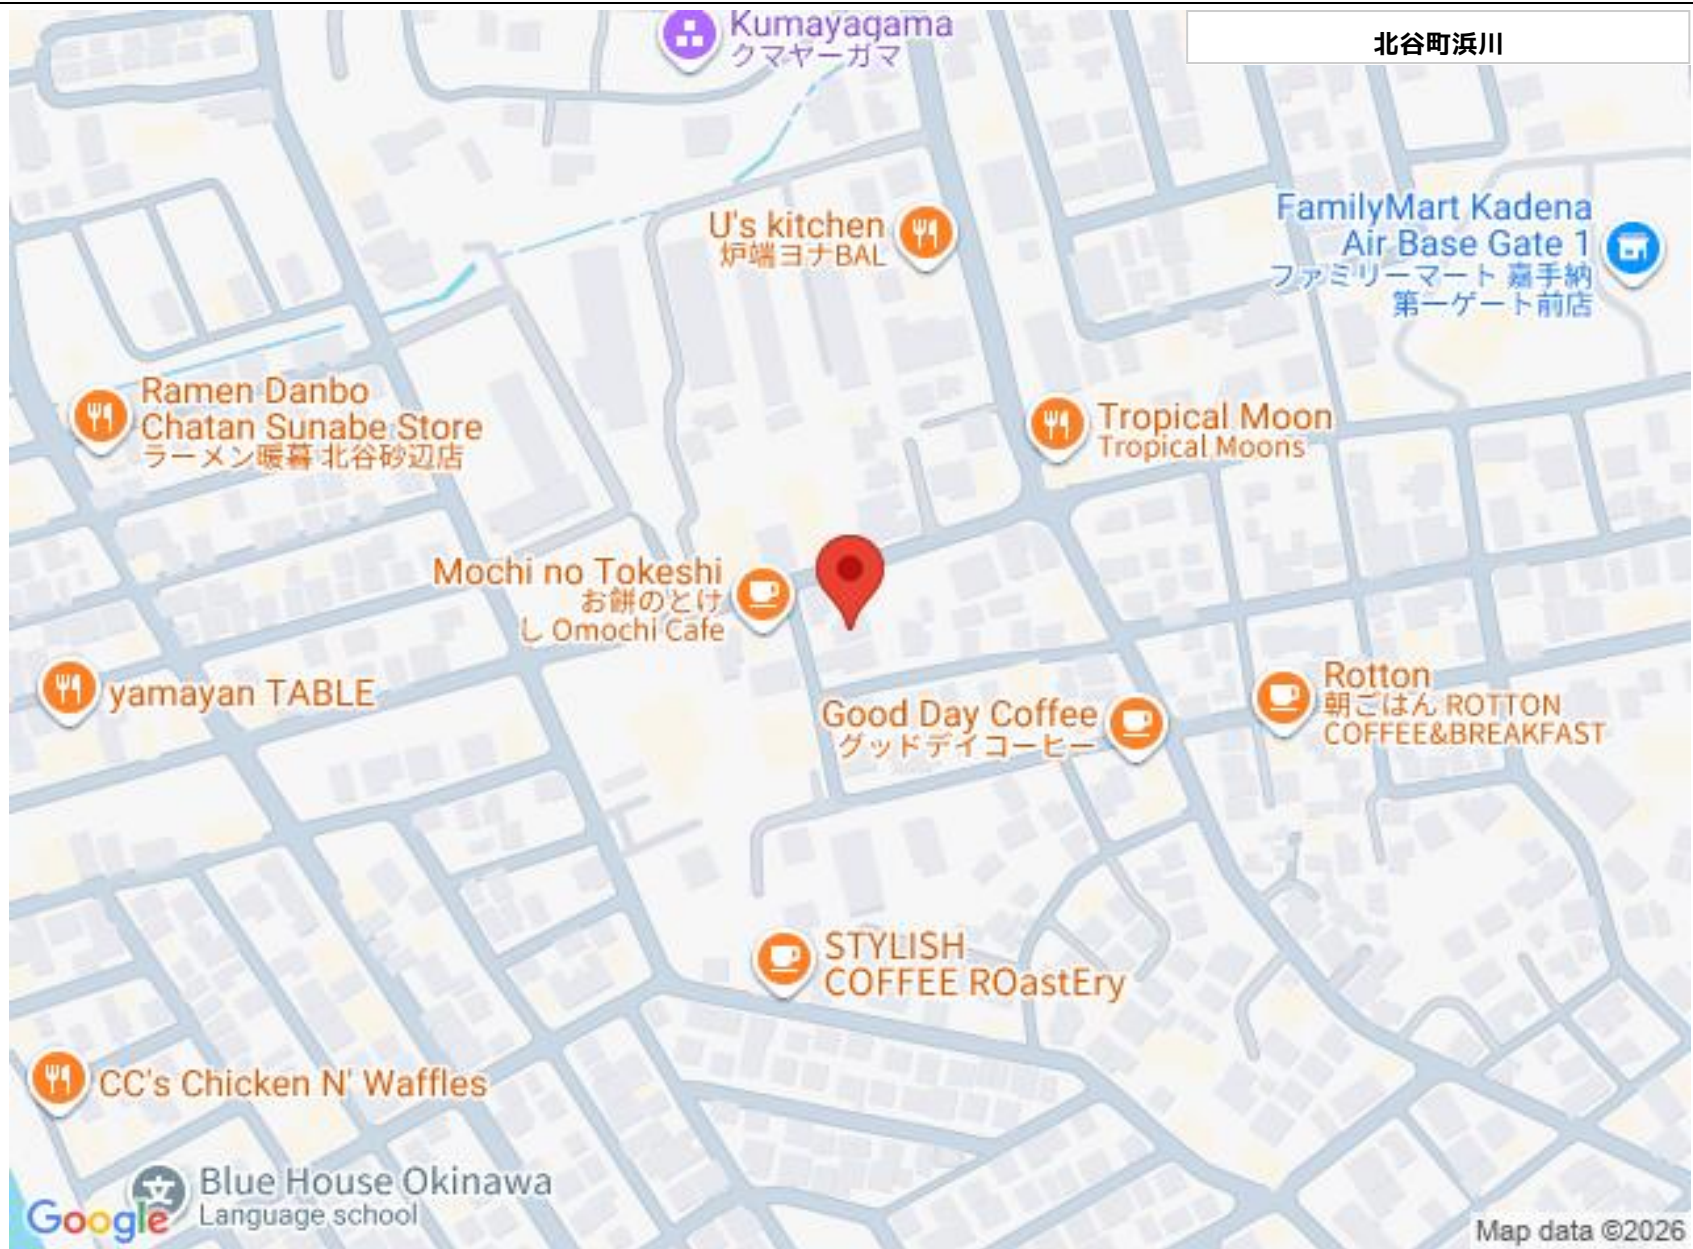 Kumayagama
クマヤーガマ
北谷町浜川
U's kitchen
炉端ヨナBAL
FamilyMart Kadena
Air Base Gate 1
ファミリーマート 嘉手納
第一ゲート前店
Ramen Danbo
Chatan Sunabe Store
ラーメン暖暮 北谷砂辺店
Tropical Moon
Tropical Moons
Mochi no Tokeshi
お餅のとけ
し Omochi Cafe
yamayan TABLE
Good Day Coffee
グッドデイコーヒー
Rotton
朝ごはん ROTTON
COFFEE&BREAKFAST
STYLISH
COFFEE ROastEry
CC's Chicken N' Waffles
Blue House Okinawa
Language school
Google
Map data ©2026